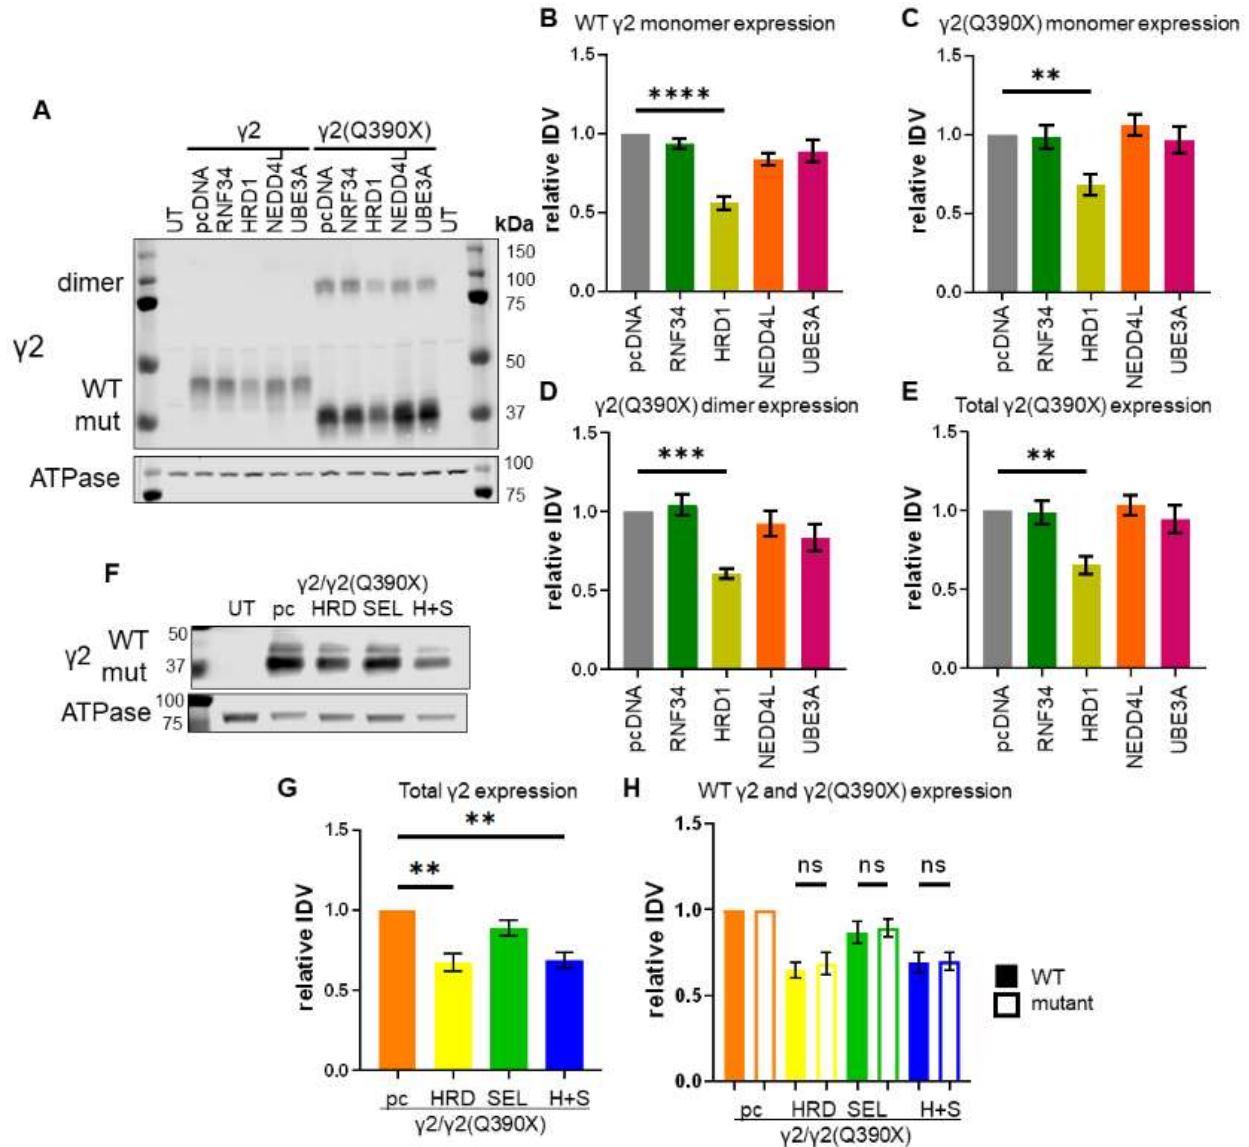 A
γ2
γ2(Q390X)
UT
pcDNA
RNF34
HRD1
NEDD4L
UBE3A
pcDNA
NRF34
HRD1
NEDD4L
UBE3A
UT
kDa
dimer
γ2
WT
mut
150
100
75
50
37
ATPase
100
75
B
WT γ2 monomer expression
relative IDV
1.5
1.0
0.5
0.0
****
pcDNA
RNF34
HRD1
NEDD4L
UBE3A
C
γ2(Q390X) monomer expression
relative IDV
1.5
1.0
0.5
0.0
**
pcDNA
RNF34
HRD1
NEDD4L
UBE3A
D
γ2(Q390X) dimer expression
relative IDV
1.5
1.0
0.5
0.0
***
pcDNA
RNF34
HRD1
NEDD4L
UBE3A
E
Total γ2(Q390X) expression
relative IDV
1.5
1.0
0.5
0.0
**
pcDNA
RNF34
HRD1
NEDD4L
UBE3A
F
γ2/γ2(Q390X)
UT pc HRD SEL H+S
γ2
WT
mut
50
37
ATPase
100
75
G
Total γ2 expression
relative IDV
1.5
1.0
0.5
0.0
**
**
pc HRD SEL H+S
γ2/γ2(Q390X)
H
WT γ2 and γ2(Q390X) expression
relative IDV
1.5
1.0
0.5
0.0
ns ns ns
pc HRD SEL H+S
γ2/γ2(Q390X)
WT
mutant